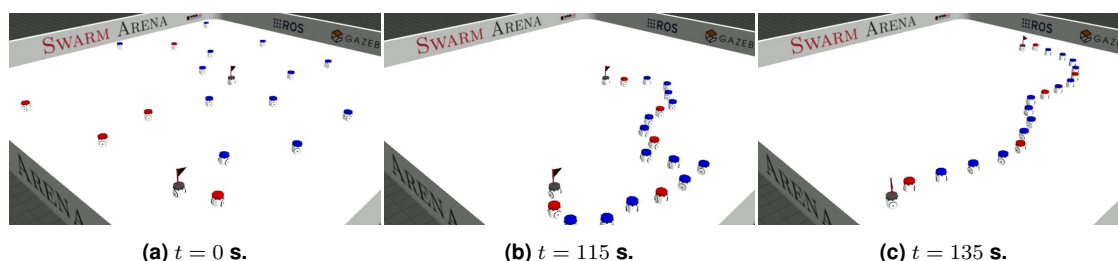 SWARM ARENA
ROS
GAZEB
ARENA
SWARM ARENA
ROS
GAZEB
ARENA
SWARM ARENA
ROS
GAZEB
ARENA
(a) t = 0 s.
(b) t = 115 s.
(c) t = 135 s.